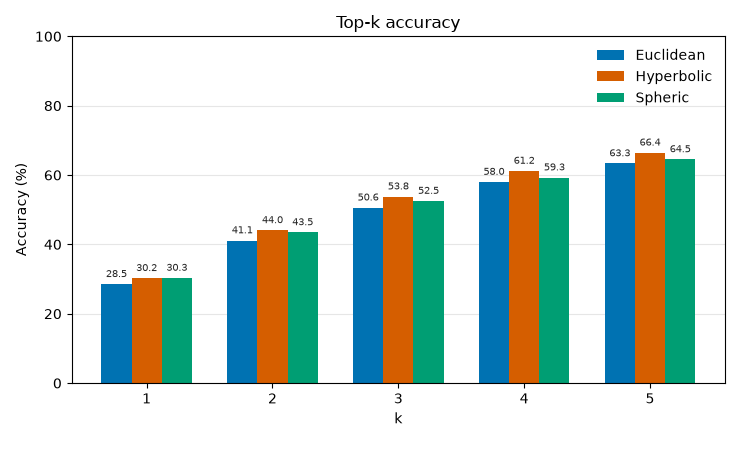 Top-k accuracy
Accuracy (%)
100
80
60
40
20
0
Euclidean
Hyperbolic
Spheric
28.5 30.2 30.3
41.1 44.0 43.5
50.6 53.8 52.5
58.0 61.2 59.3
63.3 66.4 64.5
1 2 3 4 5
k